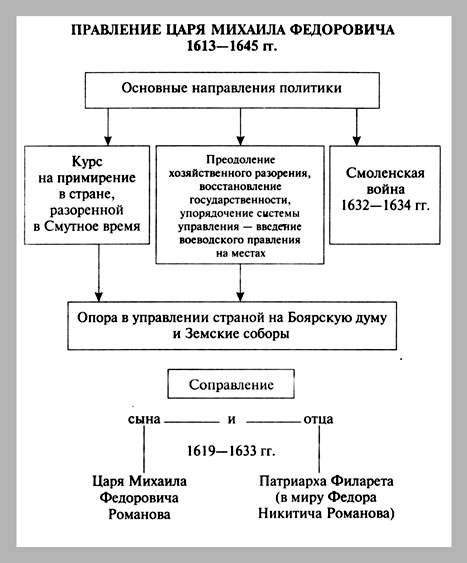 ПРАВЛЕНИЕ ЦАРЯ МИХАИЛА ФЕДОРОВИЧА
1613—1645 гг.
Основные направления политики
Курс
на примирение
в стране,
разоренной
в Смутное время
Преодоление
хозяйственного разорения,
восстановление
государственности,
упорядочение системы
управления — введение
воеводского правления
на местах
Смоленская
война
1632—1634 гг.
Опора в управлении страной на Боярскую думу
и Земские соборы
Соправление
сына и отца
1619—1633 гг.
Царя Михаила
Федоровича
Романова
Патриарха Филарета
(в миру Федора
Никитича Романова)